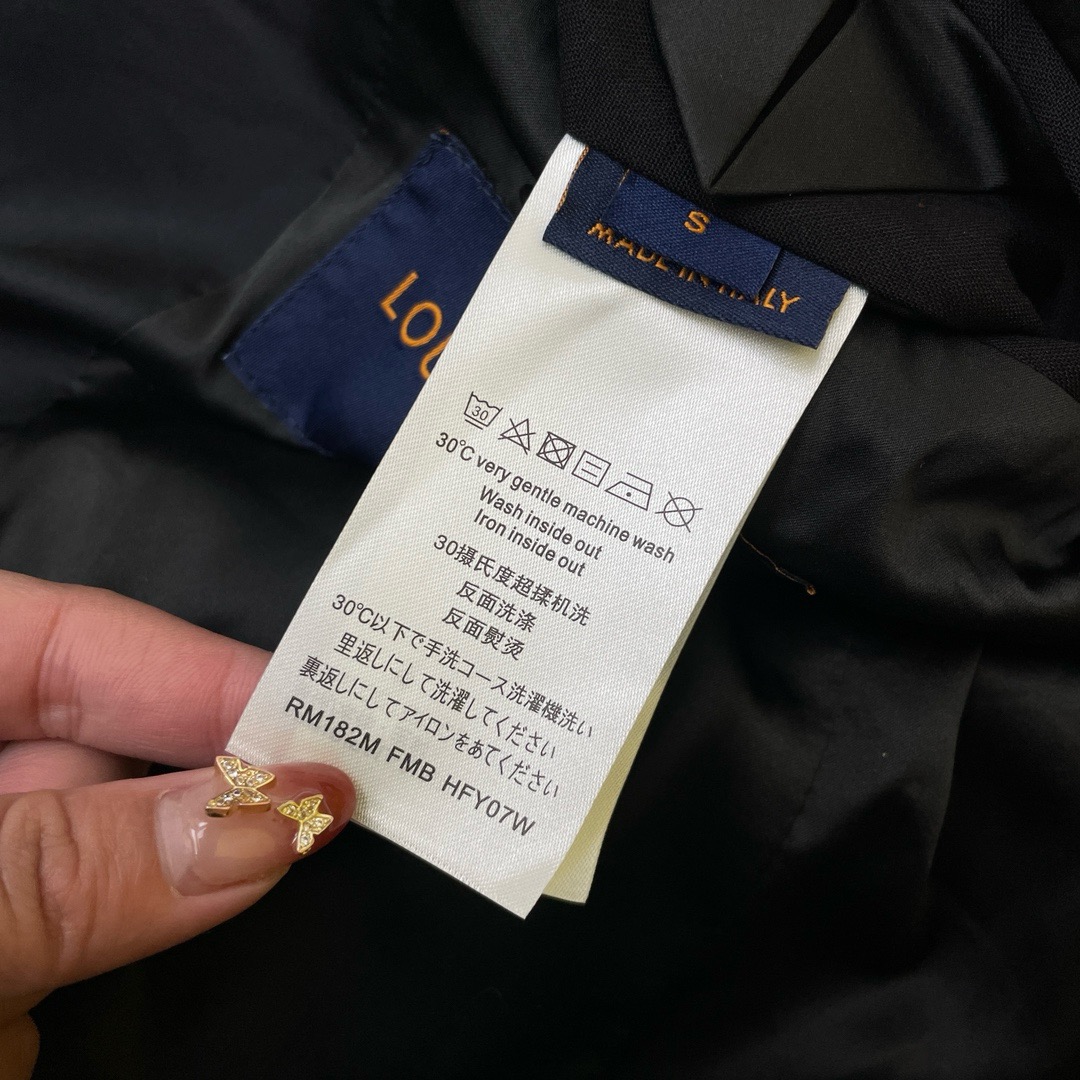 S
MADE IN ITALY
LOU
30
30℃ very gentle machine wash
Wash inside out
Iron inside out
30摄氏度超揉机洗
反面洗涤
反面熨烫
30℃以下で手洗コース洗濯機洗い
里返しにして洗濯してください
裏返しにしてアイロンをあてください
RM182M FMB HFY07W